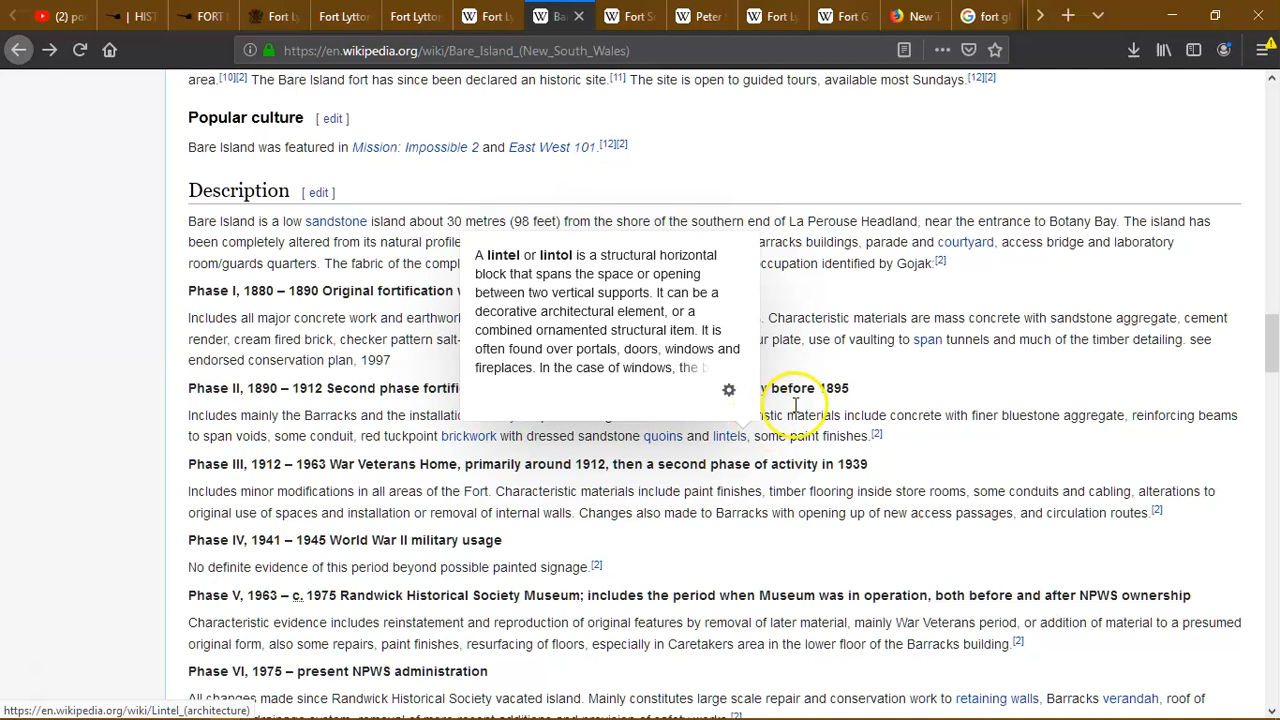 po
| HIST
FORT L
Fort Ly
Fort Lytto
Fort Lytto
Fort Ly
Ba
Fort S
Peter
Fort Ly
Fort G
New T
fort gl
https://en.wikipedia.org/wiki/Bare_Island_(New_South_Wales)
area.[10][2] The Bare Island fort has since been declared an historic site.[11] The site is open to guided tours, available most Sundays.[12][2]
Popular culture [ edit ]
Bare Island was featured in Mission: Impossible 2 and East West 101.[12][2]
Description [ edit ]
Bare Island is a low sandstone island about 30 metres (98 feet) from the shore of the southern end of La Perouse Headland, near the entrance to Botany Bay. The island has
been completely altered from its natural profile arracks buildings, parade and courtyard, access bridge and laboratory
room/guards quarters. The fabric of the comp occupation identified by Gojak:[2]
Phase I, 1880 – 1890 Original fortification
Includes all major concrete work and earthwor . Characteristic materials are mass concrete with sandstone aggregate, cement
render, cream fired brick, checker pattern salt- ur plate, use of vaulting to span tunnels and much of the timber detailing. see
endorsed conservation plan, 1997
Phase II, 1890 – 1912 Second phase fortifi y before 1895
Includes mainly the Barracks and the installatio stic materials include concrete with finer bluestone aggregate, reinforcing beams
to span voids, some conduit, red tuckpoint brickwork with dressed sandstone quoins and lintels, some paint finishes.[2]
A lintel or lintol is a structural horizontal
block that spans the space or opening
between two vertical supports. It can be a
decorative architectural element, or a
combined ornamented structural item. It is
often found over portals, doors, windows and
fireplaces. In the case of windows, the b
Phase III, 1912 – 1963 War Veterans Home, primarily around 1912, then a second phase of activity in 1939
Includes minor modifications in all areas of the Fort. Characteristic materials include paint finishes, timber flooring inside store rooms, some conduits and cabling, alterations to
original use of spaces and installation or removal of internal walls. Changes also made to Barracks with opening up of new access passages, and circulation routes.[2]
Phase IV, 1941 – 1945 World War II military usage
No definite evidence of this period beyond possible painted signage.[2]
Phase V, 1963 – c. 1975 Randwick Historical Society Museum; includes the period when Museum was in operation, both before and after NPWS ownership
Characteristic evidence includes reinstatement and reproduction of original features by removal of later material, mainly War Veterans period, or addition of material to a presumed
original form, also some repairs, paint finishes, resurfacing of floors, especially in Caretakers area in the lower floor of the Barracks building.[2]
Phase VI, 1975 – present NPWS administration
All changes made since Randwick Historical Society vacated island. Mainly constitutes large scale repair and conservation work to retaining walls, Barracks verandah, roof of
https://en.wikipedia.org/wiki/Lintel_(architecture)